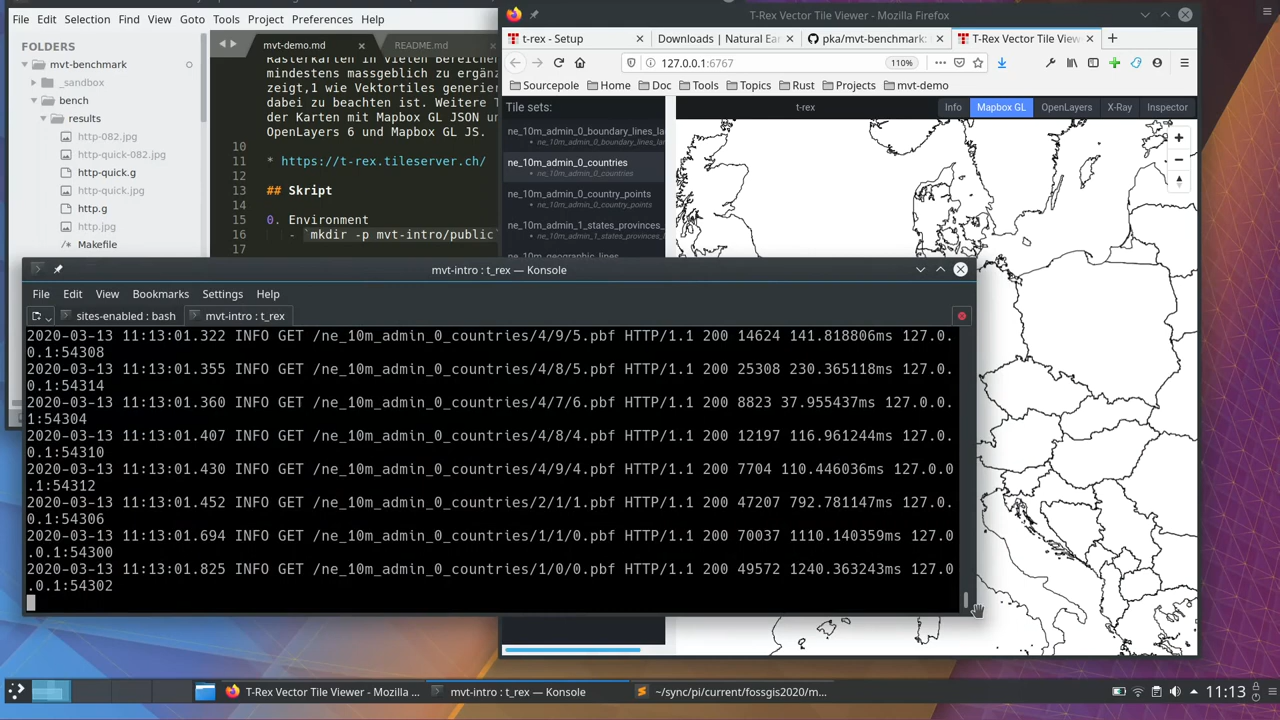 File Edit Selection Find View Goto Tools Project Preferences Help
FOLDERS
mvt-benchmark
_sandbox
bench
results
http-082.jpg
http-quick-082.jpg
http-quick.g
http-quick.jpg
http.g
http.jpg
Makefile
mvt-demo.md
README.md
Rasterkarten in vielen Bereichen
mindestens massgeblich zu ergänz
zeigt,1 wie Vektortiles generier
dabei zu beachten ist. Weitere T
der Karten mit Mapbox GL JSON un
OpenLayers 6 und Mapbox GL JS.
10
11 * https://t-rex.tileserver.ch/
12
13 ## Skript
14
15 0. Environment
16 - `mkdir -p mvt-intro/public`
17
T-Rex Vector Tile Viewer - Mozilla Firefox
t-rex - Setup
Downloads | Natural Ea
pka/mvt-benchmark:
T-Rex Vector Tile View
127.0.0.1:6767
110%
Sourcepole Home Doc Tools Topics Rust Projects mvt-demo
Tile sets:
ne_10m_admin_0_boundary_lines_la
ne_10m_admin_0_boundary_lines_l
ne_10m_admin_0_countries
ne_10m_admin_0_countries
ne_10m_admin_0_country_points
ne_10m_admin_0_country_points
ne_10m_admin_1_states_provinces_
ne_10m_admin_1_states_provinces_
t-rex
Info Mapbox GL OpenLayers X-Ray Inspector
mvt-intro : t_rex — Konsole
File Edit View Bookmarks Settings Help
sites-enabled : bash
mvt-intro : t_rex
2020-03-13 11:13:01.322 INFO GET /ne_10m_admin_0_countries/4/9/5.pbf HTTP/1.1 200 14624 141.818806ms 127.0.
0.1:54308
2020-03-13 11:13:01.355 INFO GET /ne_10m_admin_0_countries/4/8/5.pbf HTTP/1.1 200 25308 230.365118ms 127.0.
0.1:54314
2020-03-13 11:13:01.360 INFO GET /ne_10m_admin_0_countries/4/7/6.pbf HTTP/1.1 200 8823 37.955437ms 127.0.0.
1:54304
2020-03-13 11:13:01.407 INFO GET /ne_10m_admin_0_countries/4/8/4.pbf HTTP/1.1 200 12197 116.961244ms 127.0.
0.1:54310
2020-03-13 11:13:01.430 INFO GET /ne_10m_admin_0_countries/4/9/4.pbf HTTP/1.1 200 7704 110.446036ms 127.0.0
.1:54312
2020-03-13 11:13:01.452 INFO GET /ne_10m_admin_0_countries/2/1/1.pbf HTTP/1.1 200 47207 792.781147ms 127.0.
0.1:54306
2020-03-13 11:13:01.694 INFO GET /ne_10m_admin_0_countries/1/1/0.pbf HTTP/1.1 200 70037 1110.140359ms 127.0
.0.1:54300
2020-03-13 11:13:01.825 INFO GET /ne_10m_admin_0_countries/1/0/0.pbf HTTP/1.1 200 49572 1240.363243ms 127.0
.0.1:54302
T-Rex Vector Tile Viewer - Mozilla ...
mvt-intro : t_rex — Konsole
~/sync/pi/current/fossgis2020/m...
11:13